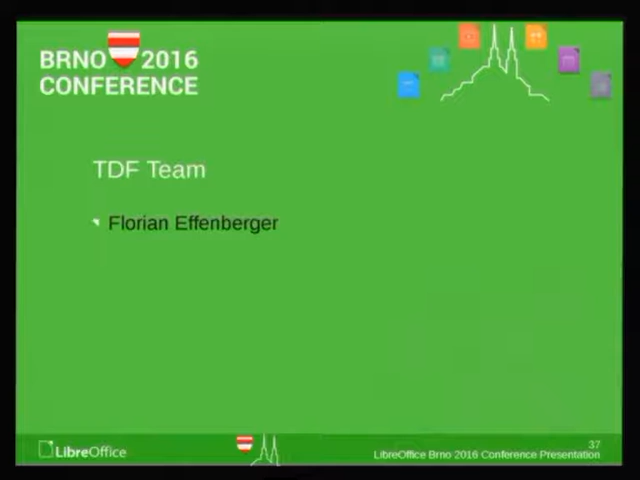 BRNO 2016
CONFERENCE
TDF Team
Florian Effenberger
LibreOffice
37
LibreOffice Brno 2016 Conference Presentation